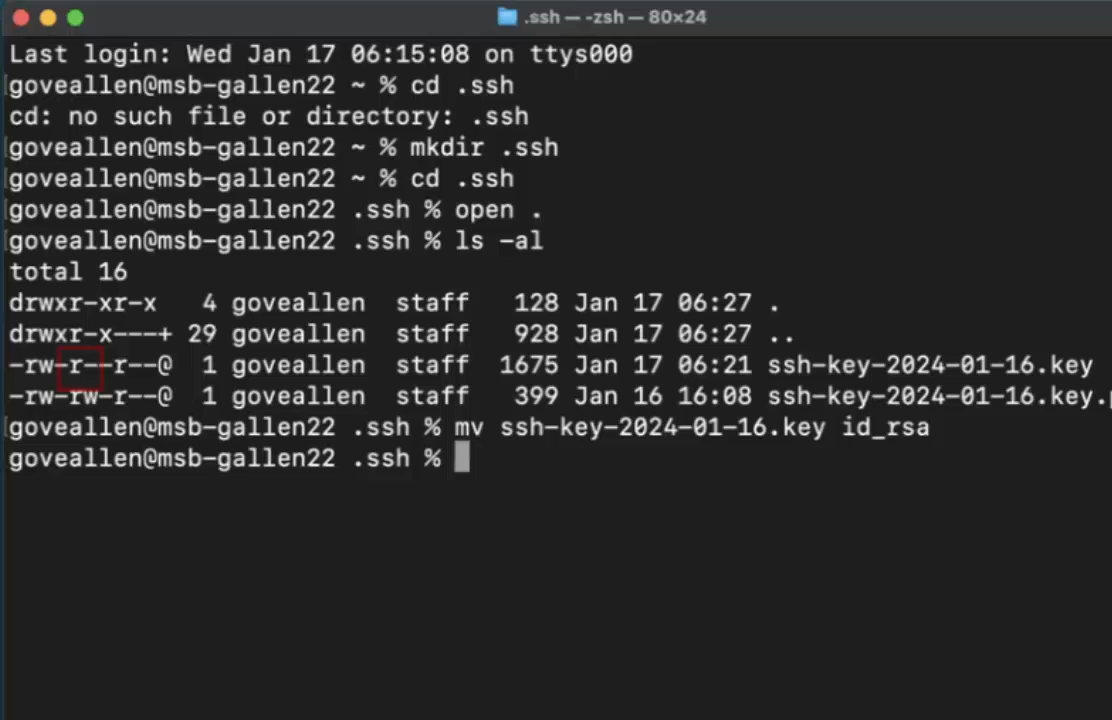 .ssh — -zsh — 80×24
Last login: Wed Jan 17 06:15:08 on ttys000
goveallen@msb-gallen22 ~ % cd .ssh
cd: no such file or directory: .ssh
goveallen@msb-gallen22 ~ % mkdir .ssh
goveallen@msb-gallen22 ~ % cd .ssh
goveallen@msb-gallen22 .ssh % open .
goveallen@msb-gallen22 .ssh % ls -al
total 16
drwxr-xr-x   4 goveallen  staff   128 Jan 17 06:27 .
drwxr-x---+ 29 goveallen  staff   928 Jan 17 06:27 ..
-rw-r--r--@  1 goveallen  staff  1675 Jan 17 06:21 ssh-key-2024-01-16.key
-rw-rw-r--@  1 goveallen  staff   399 Jan 16 16:08 ssh-key-2024-01-16.key.
goveallen@msb-gallen22 .ssh % mv ssh-key-2024-01-16.key id_rsa
goveallen@msb-gallen22 .ssh %